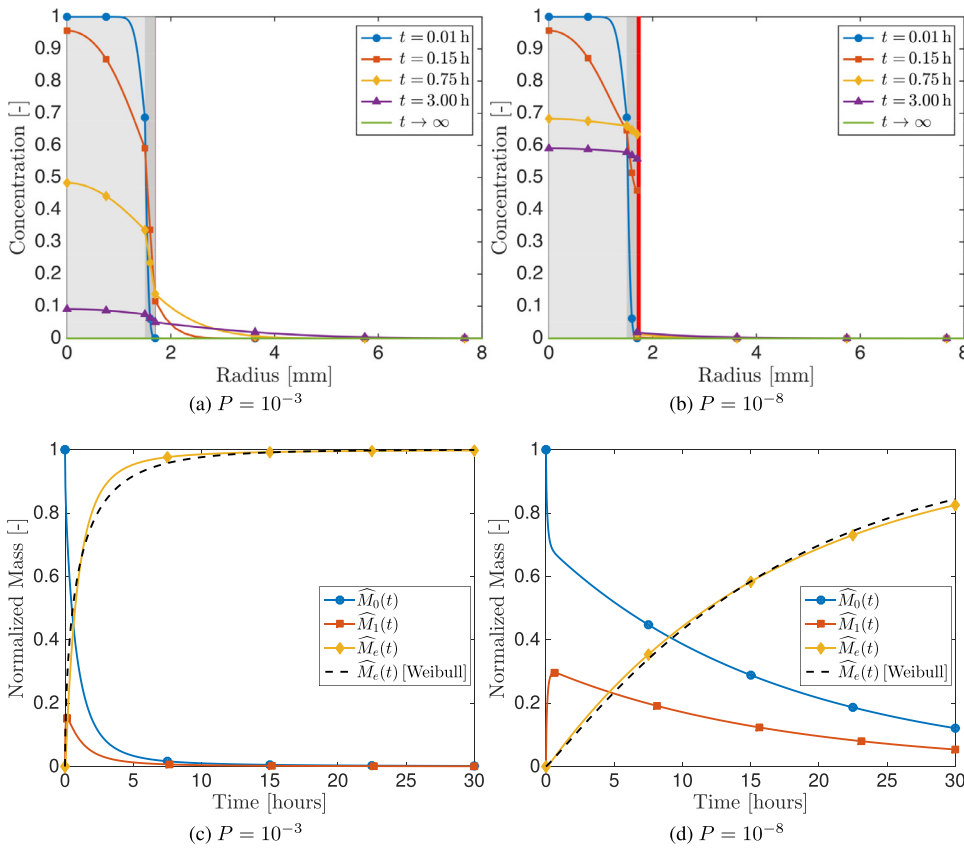 1
0.9
0.8
0.7
0.6
0.5
0.4
0.3
0.2
0.1
0
Concentration [-]
0 2 4 6 8
Radius [mm]
t = 0.01 h
t = 0.15 h
t = 0.75 h
t = 3.00 h
t → ∞
(a) P = 10⁻³
1
0.9
0.8
0.7
0.6
0.5
0.4
0.3
0.2
0.1
0
Concentration [-]
0 2 4 6 8
Radius [mm]
t = 0.01 h
t = 0.15 h
t = 0.75 h
t = 3.00 h
t → ∞
(b) P = 10⁻⁸
1
0.8
0.6
0.4
0.2
0
Normalized Mass [-]
0 5 10 15 20 25 30
Time [hours]
M̂₀(t)
M̂₁(t)
M̂ₑ(t)
M̂ₑ(t) [Weibull]
(c) P = 10⁻³
1
0.8
0.6
0.4
0.2
0
Normalized Mass [-]
0 5 10 15 20 25 30
Time [hours]
M̂₀(t)
M̂₁(t)
M̂ₑ(t)
M̂ₑ(t) [Weibull]
(d) P = 10⁻⁸